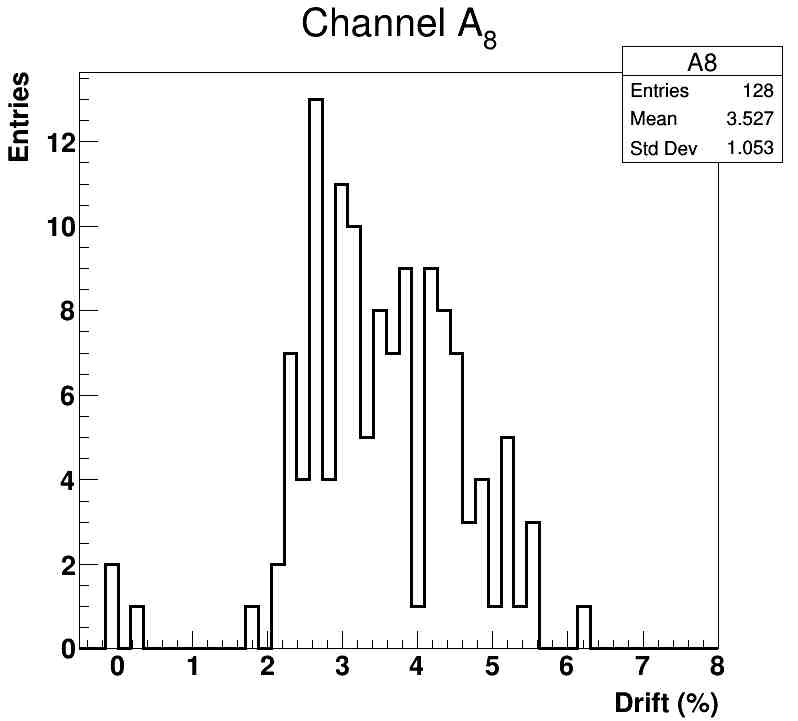 Channel A8
A8
Entries 128
Mean 3.527
Std Dev 1.053
Entries
12
10
8
6
4
2
0
0 1 2 3 4 5 6 7 8
Drift (%)